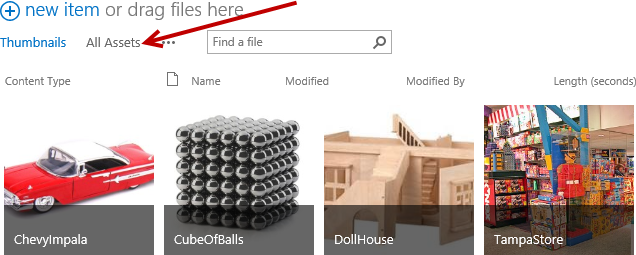 new item or drag files here
Thumbnails All Assets ••• Find a file
Content Type Name Modified Modified By Length (seconds)
ChevyImpala CubeOfBalls DollHouse TampaStore